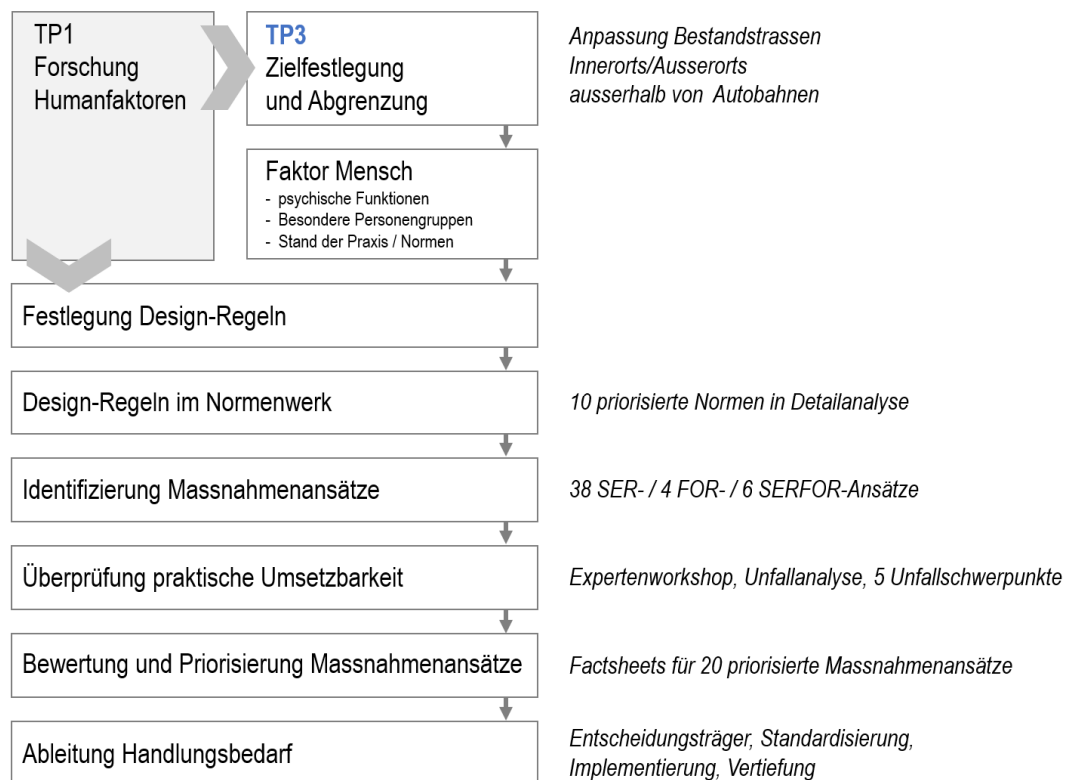 TP1
Forschung
Humanfaktoren
TP3
Zielfestlegung
und Abgrenzung
Anpassung Bestandstrassen
Innerorts/Ausserorts
ausserhalb von Autobahnen
Faktor Mensch
- psychische Funktionen
- Besondere Personengruppen
- Stand der Praxis / Normen
Festlegung Design-Regeln
Design-Regeln im Normenwerk
10 priorisierte Normen in Detailanalyse
Identifizierung Massnahmenansätze
38 SER- / 4 FOR- / 6 SERFOR-Ansätze
Überprüfung praktische Umsetzbarkeit
Expertenworkshop, Unfallanalyse, 5 Unfallschwerpunkte
Bewertung und Priorisierung Massnahmenansätze
Factsheets für 20 priorisierte Massnahmenansätze
Ableitung Handlungsbedarf
Entscheidungsträger, Standardisierung,
Implementierung, Vertiefung